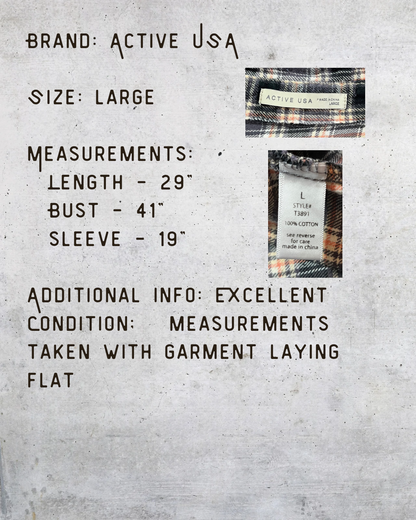 BRAND: ACTIVE USA
SIZE: LARGE
ACTIVE USA
LARGE
MEASUREMENTS:
LENGTH - 29"
BUST - 41"
SLEEVE - 19"
L
STYLE#
T3891
100% COTTON
see reverse
for care
made in china
ADDITIONAL INFO: EXCELLENT
CONDITION: MEASUREMENTS
TAKEN WITH GARMENT LAYING
FLAT